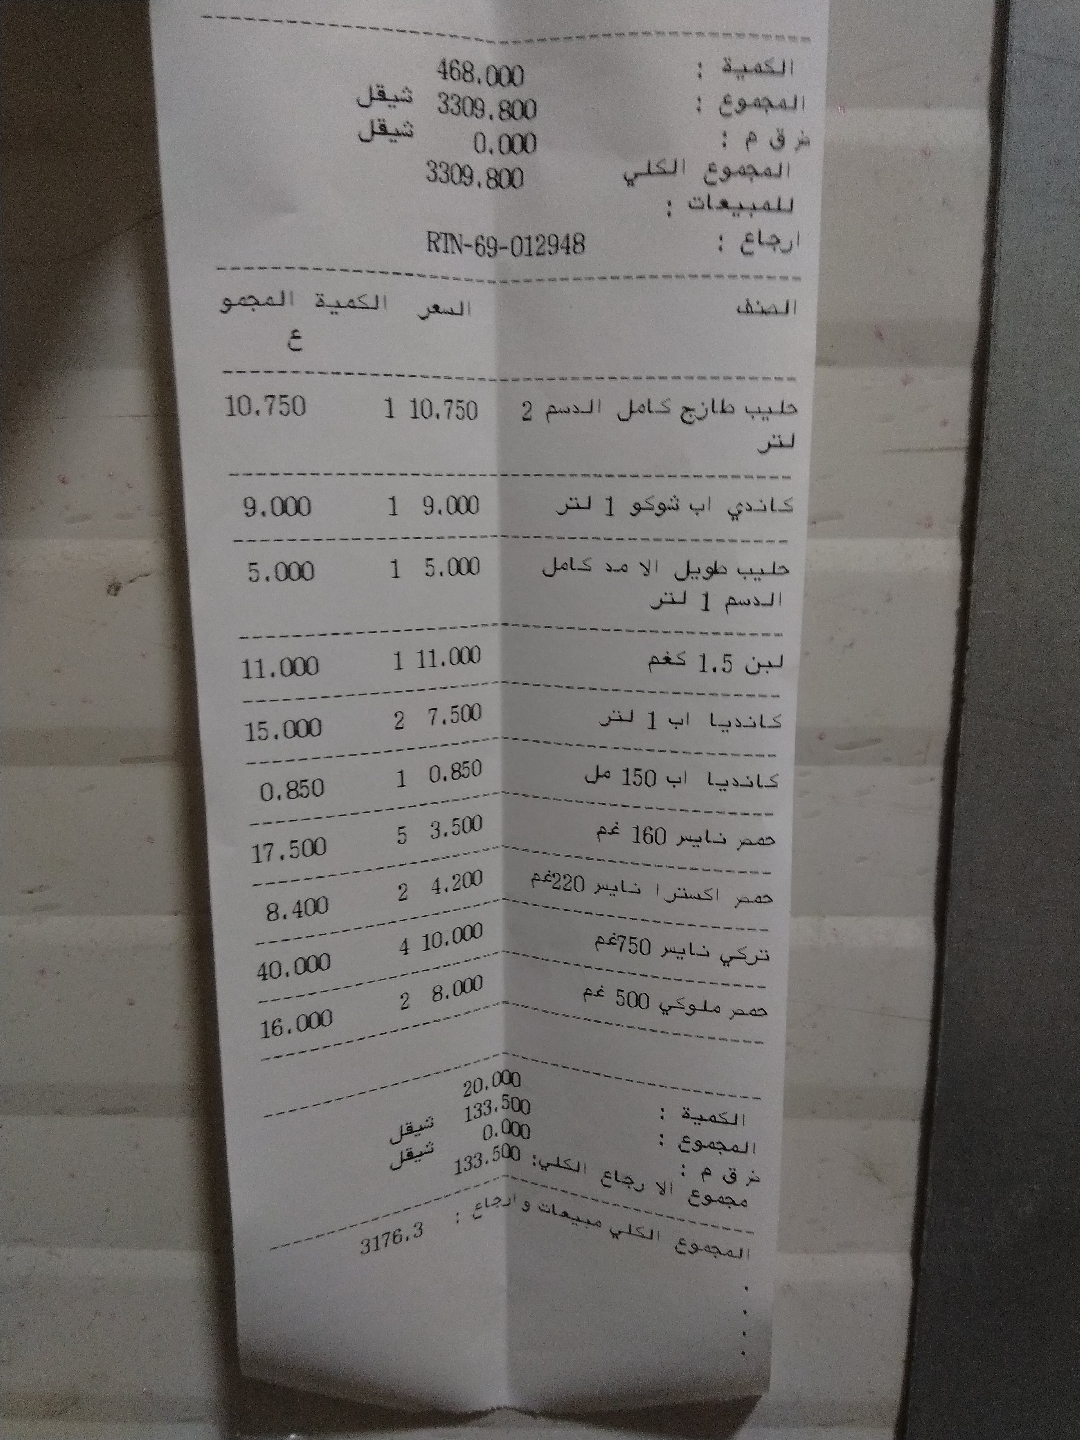 الكمية : 468.000
المجموع : 3309.800 شيقل
ض ق م : 0.000 شيقل
المجموع الكلي 3309.800
للمبيعات :
ارجاع : RTN-69-012948
الصنف السعر الكمية المجمو
ع
حليب طازج كامل الدسم 2 10.750 1 10.750
لتر
كاندي اب شوكو 1 لتر 9.000 1 9.000
حليب طويل الا مد كامل 5.000 1 5.000
الدسم 1 لتر
لبن 1.5 كغم 11.000 1 11.000
كانديا اب 1 لتر 7.500 2 15.000
كانديا اب 150 مل 0.850 1 0.850
حمص نايس 160 غم 3.500 5 17.500
حمص اكسترا نايس 220غم 4.200 2 8.400
تركي نايس 750غم 10.000 4 40.000
حمص ملوكي 500 غم 8.000 2 16.000
الكمية : 20.000
المجموع : 133.500 شيقل
ض ق م : 0.000 شيقل
مجموع الا رجاع الكلي: 133.500
المجموع الكلي مبيعات و ارجاع : 3176.3
.
.
.
.